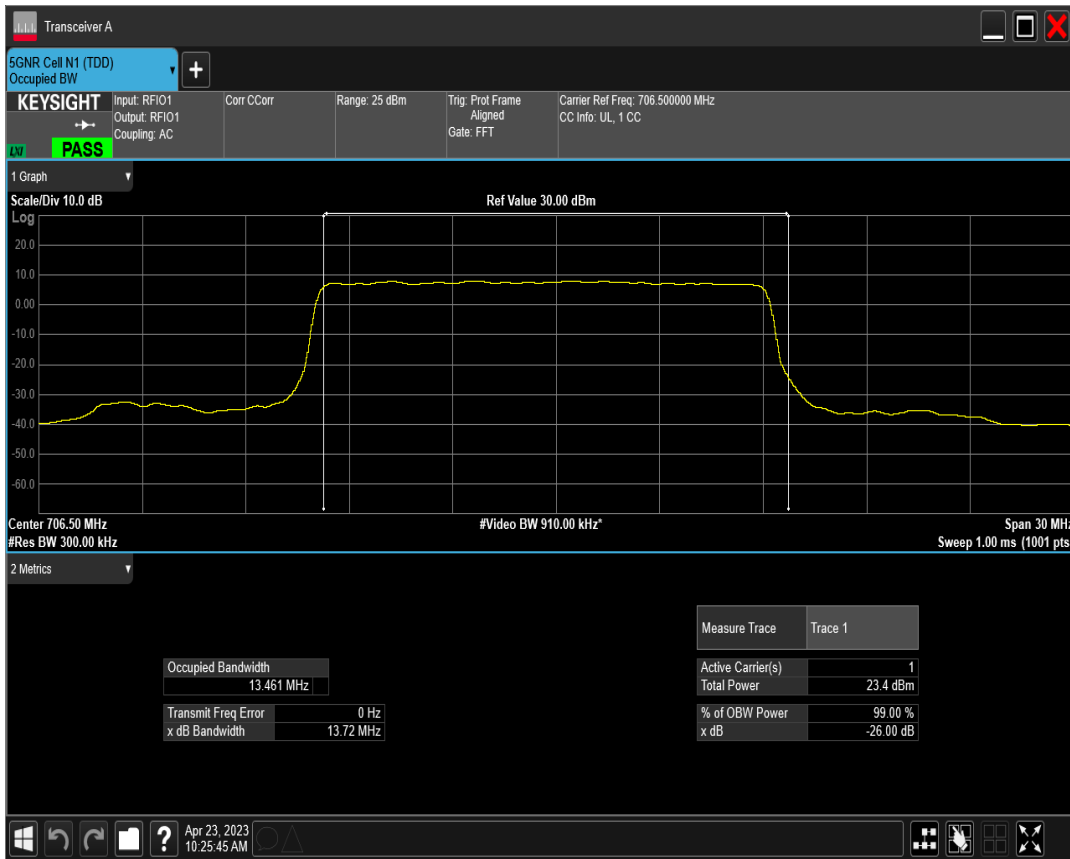 Transceiver A
5GNR Cell N1 (TDD)
Occupied BW
+
KEYSIGHT
LXI
PASS
Input: RFIO1
Output: RFIO1
Coupling: AC
Corr CCorr
Range: 25 dBm
Trig: Prot Frame
Aligned
Gate: FFT
Carrier Ref Freq: 706.500000 MHz
CC Info: UL, 1 CC
1 Graph
Scale/Div 10.0 dB
Ref Value 30.00 dBm
Log
20.0
10.0
0.00
-10.0
-20.0
-30.0
-40.0
-50.0
-60.0
Center 706.50 MHz
#Video BW 910.00 kHz*
Span 30 MHz
#Res BW 300.00 kHz
Sweep 1.00 ms (1001 pts
2 Metrics
Measure Trace Trace 1
Occupied Bandwidth
13.461 MHz
Active Carrier(s) 1
Total Power 23.4 dBm
Transmit Freq Error 0 Hz
x dB Bandwidth 13.72 MHz
% of OBW Power 99.00 %
x dB -26.00 dB
?
Apr 23, 2023
10:25:45 AM